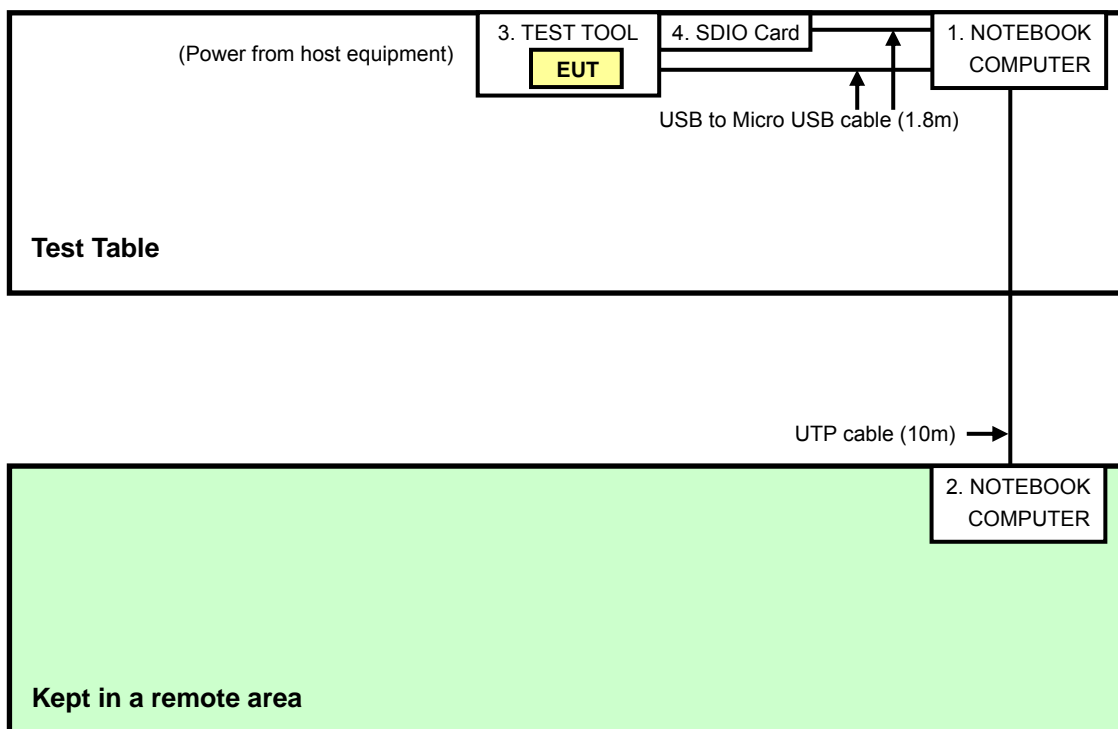 (Power from host equipment)
3. TEST TOOL
EUT
4. SDIO Card
1. NOTEBOOK
COMPUTER
USB to Micro USB cable (1.8m)
Test Table
UTP cable (10m)
2. NOTEBOOK
COMPUTER
Kept in a remote area